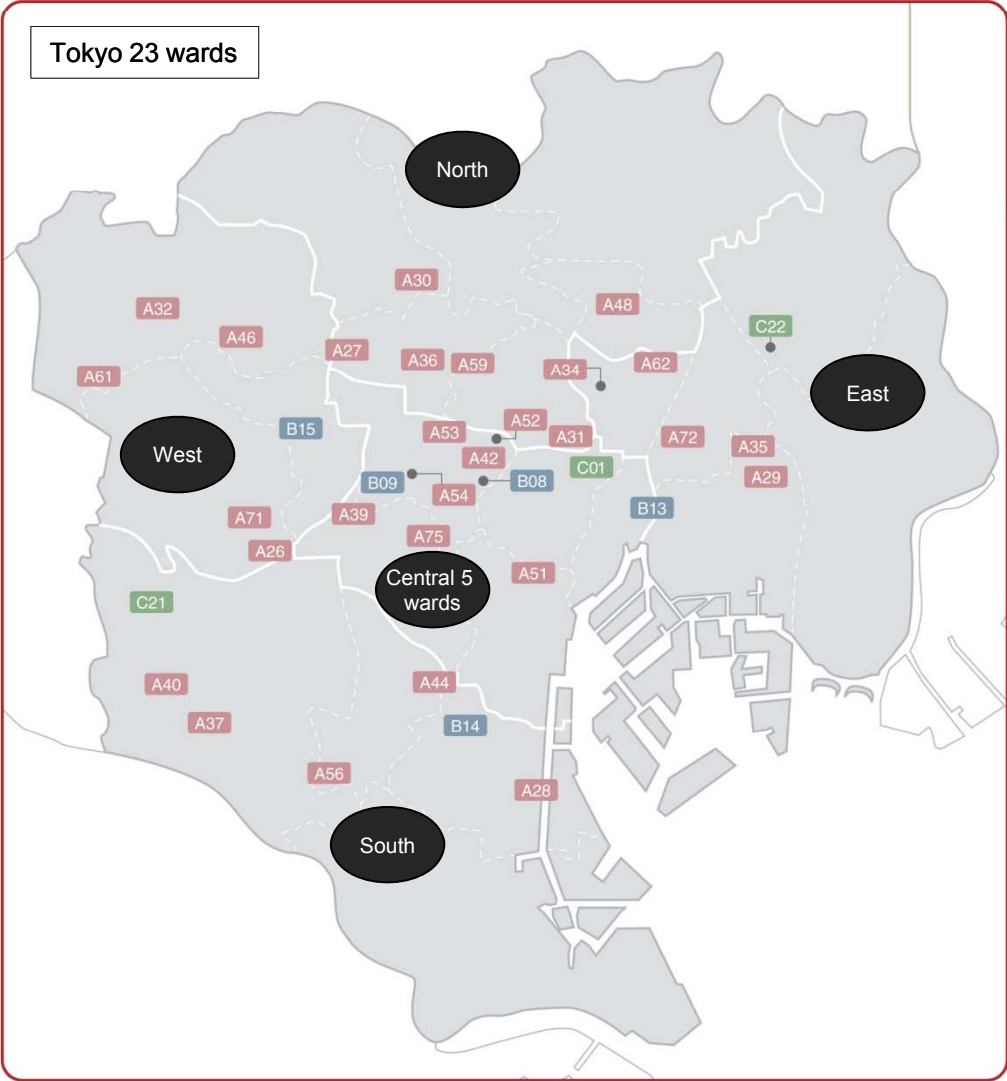 Tokyo 23 wards
North
A30
A32
A48
C22
A46
A27
A36
A59
A34
A62
A61
East
A52
B15
A53
A31
A72
A35
West
A42
C01
A29
B09
A54
B08
B13
A71
A39
A75
A26
A51
Central 5
wards
C21
A40
A44
A37
B14
A56
A28
South